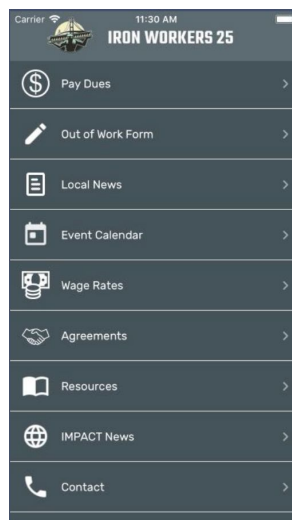 Carrier 11:30 AM
IRON WORKERS 25
Pay Dues
Out of Work Form
Local News
Event Calendar
Wage Rates
Agreements
Resources
IMPACT News
Contact